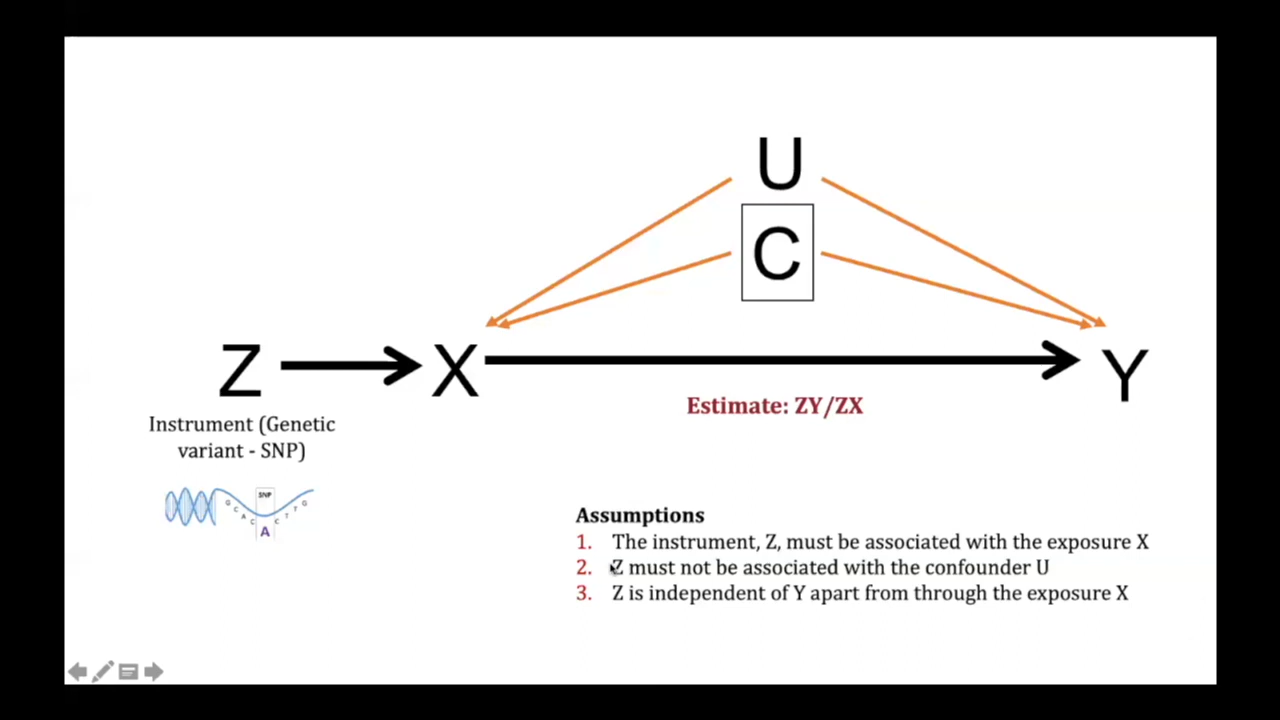 U
C
Z
X
Y
Estimate: ZY/ZX
Instrument (Genetic
variant - SNP)
SNP
G C A C A C T T G
Assumptions
1. The instrument, Z, must be associated with the exposure X
2. Z must not be associated with the confounder U
3. Z is independent of Y apart from through the exposure X